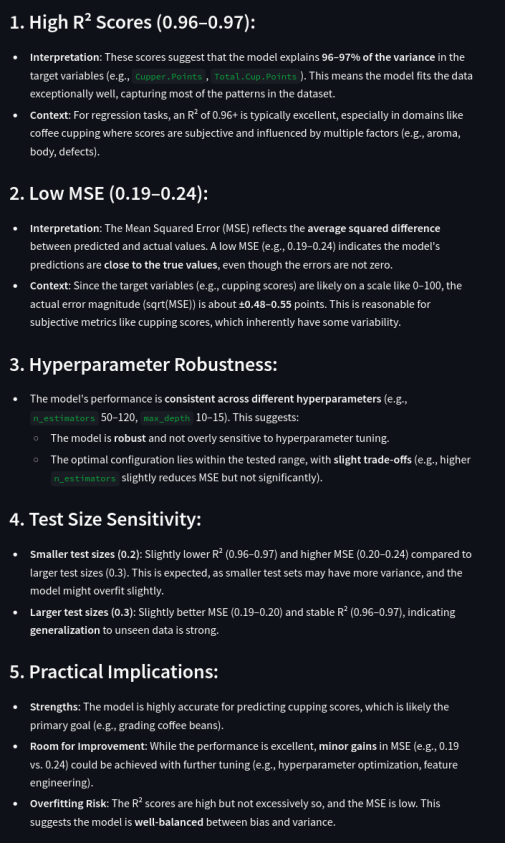 1. High R² Scores (0.96–0.97):
• Interpretation: These scores suggest that the model explains 96–97% of the variance in the
target variables (e.g., Cupper.Points , Total.Cup.Points ). This means the model fits the data
exceptionally well, capturing most of the patterns in the dataset.
• Context: For regression tasks, an R² of 0.96+ is typically excellent, especially in domains like
coffee cupping where scores are subjective and influenced by multiple factors (e.g., aroma,
body, defects).
2. Low MSE (0.19–0.24):
• Interpretation: The Mean Squared Error (MSE) reflects the average squared difference
between predicted and actual values. A low MSE (e.g., 0.19–0.24) indicates the model's
predictions are close to the true values, even though the errors are not zero.
• Context: Since the target variables (e.g., cupping scores) are likely on a scale like 0–100, the
actual error magnitude (sqrt(MSE)) is about ±0.48–0.55 points. This is reasonable for
subjective metrics like cupping scores, which inherently have some variability.
3. Hyperparameter Robustness:
• The model's performance is consistent across different hyperparameters (e.g.,
n_estimators 50–120, max_depth 10–15). This suggests:
○ The model is robust and not overly sensitive to hyperparameter tuning.
○ The optimal configuration lies within the tested range, with slight trade-offs (e.g., higher
n_estimators slightly reduces MSE but not significantly).
4. Test Size Sensitivity:
• Smaller test sizes (0.2): Slightly lower R² (0.96–0.97) and higher MSE (0.20–0.24) compared to
larger test sizes (0.3). This is expected, as smaller test sets may have more variance, and the
model might overfit slightly.
• Larger test sizes (0.3): Slightly better MSE (0.19–0.20) and stable R² (0.96–0.97), indicating
generalization to unseen data is strong.
5. Practical Implications:
• Strengths: The model is highly accurate for predicting cupping scores, which is likely the
primary goal (e.g., grading coffee beans).
• Room for Improvement: While the performance is excellent, minor gains in MSE (e.g., 0.19
vs. 0.24) could be achieved with further tuning (e.g., hyperparameter optimization, feature
engineering).
• Overfitting Risk: The R² scores are high but not excessively so, and the MSE is low. This
suggests the model is well-balanced between bias and variance.